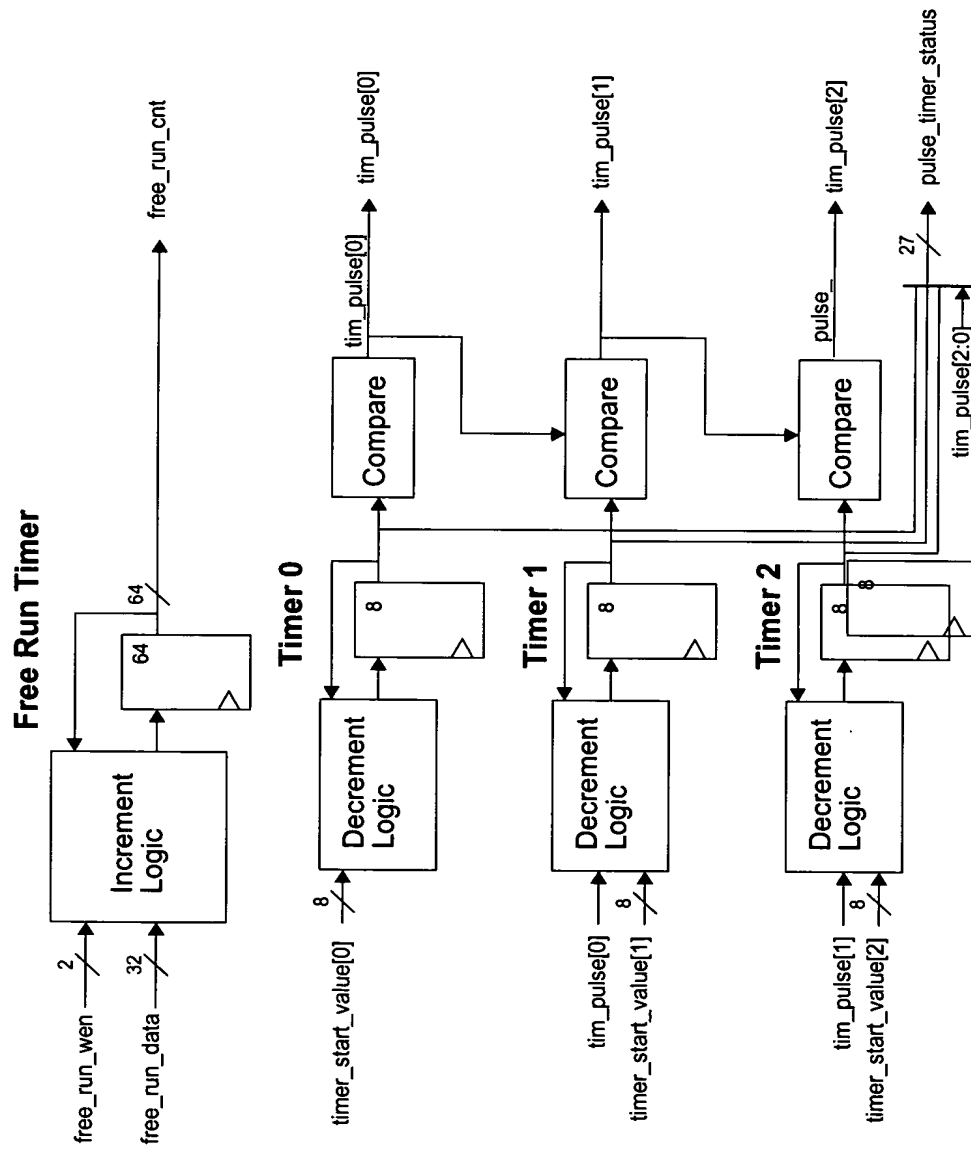 Free Run Timer
free_run_wen
2
free_run_data
32
Increment
Logic
64
64
free_run_cnt
Timer 0
timer_start_value[0]
8
Decrement
Logic
8
Compare
tim_pulse[0]
tim_pulse[0]
Timer 1
tim_pulse[0]
timer_start_value[1]
8
Decrement
Logic
8
Compare
tim_pulse[1]
Timer 2
tim_pulse[1]
timer_start_value[2]
8
Decrement
Logic
8
8
Compare
pulse_
tim_pulse[2]
27
pulse_timer_status
tim_pulse[2:0]